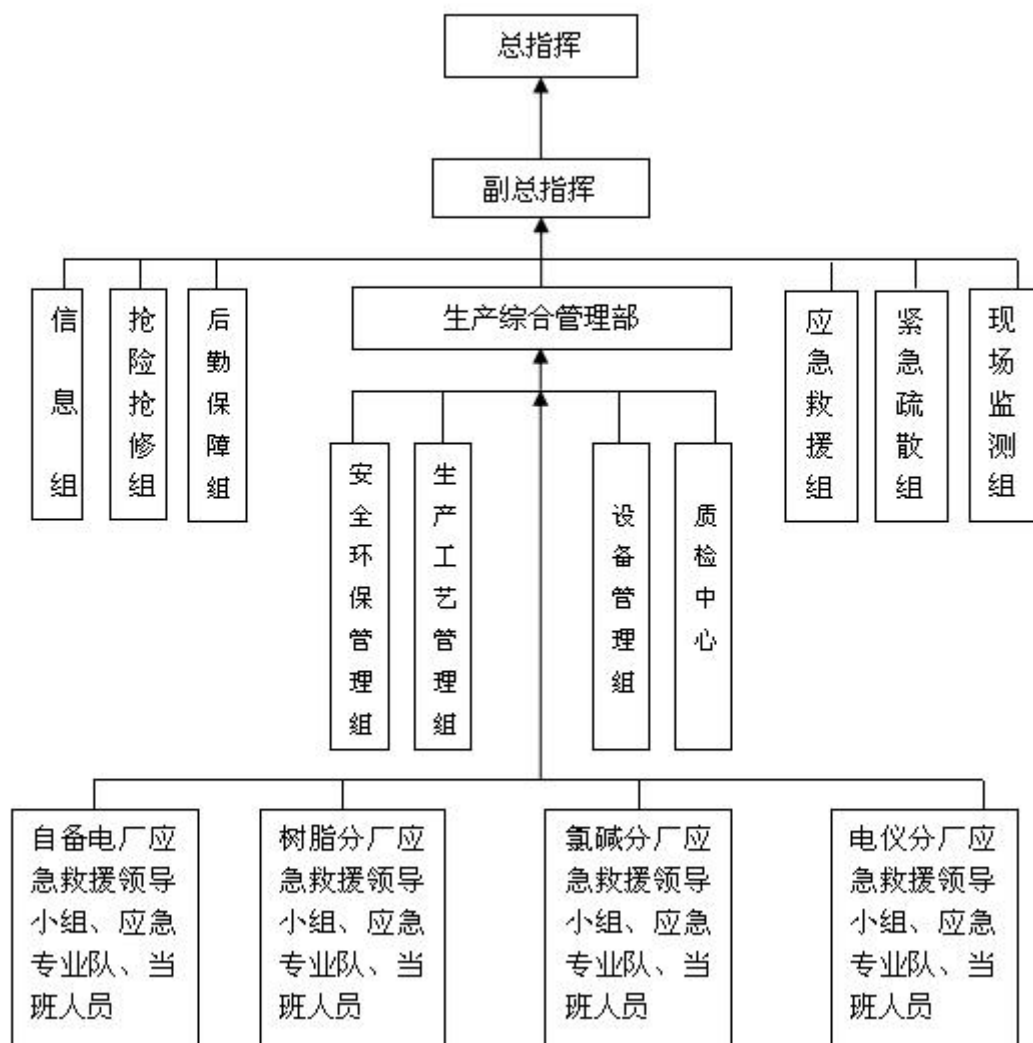 总指挥
副总指挥
信息组
抢险抢修组
后勤保障组
生产综合管理部
应急救援组
紧急疏散组
现场监测组
安全环保管理组
生产工艺管理组
设备管理组
质检中心
自备电厂应
急救援领导
小组、应急
专业队、当
班人员
树脂分厂应
急救援领导
小组、应急
专业队、当
班人员
氯碱分厂应
急救援领导
小组、应急
专业队、当
班人员
电仪分厂应
急救援领导
小组、应急
专业队、当
班人员